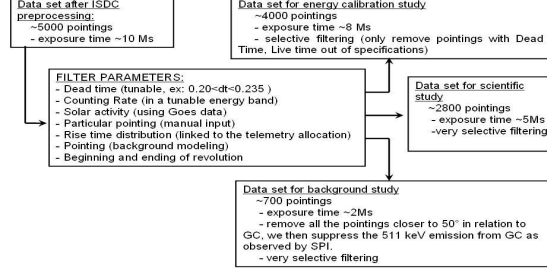 Data set after ISDC
preprocessing:
~5000 pointings
- exposure time ~10 Ms
Data set for energy calibration study
~4000 pointings
- exposure time ~8 Ms
- selective filtering (only remove pointings with Dead
Time, Live time out of specifications)
FILTER PARAMETERS:
- Dead time (tunable, ex: 0.20<dt<0.235 )
- Counting Rate (in a tunable energy band)
- Solar activity (using Goes data)
- Particular pointing (manual input)
- Rise time distribution (linked to the telemetry allocation)
- Pointing (background modeling)
- Beginning and ending of revolution
Data set for scientific
study
~2800 pointings
- exposure time ~5Ms
-very selective filtering
Data set for background study
~700 pointings
- exposure time ~2Ms
- remove all the pointings closer to 50° in relation to
GC, we then suppress the 511 keV emission from GC as
observed by SPI.
- very selective filtering